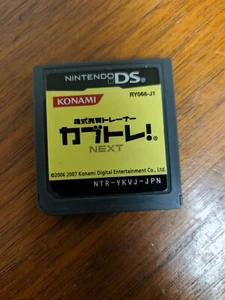 NINTENDO DS
RY066-J1
KONAMI
株式売買トレーナー
カブトレ!®
NEXT
©2006 2007 Konami Digital Entertainment Co., Ltd.
NTR-YKVJ-JPN